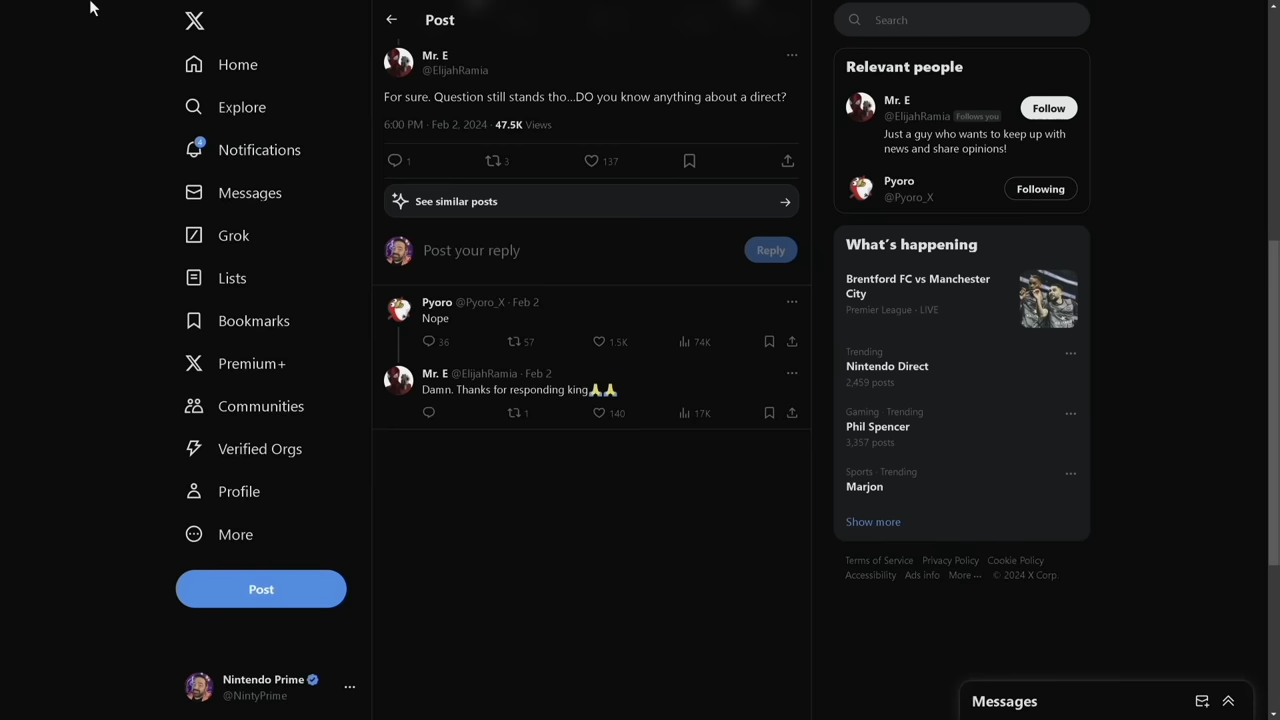 Home
Explore
4
Notifications
Messages
Grok
Lists
Bookmarks
Premium+
Communities
Verified Orgs
Profile
More
Post
Nintendo Prime
@NintyPrime
Post
Mr. E
@ElijahRamia
For sure. Question still stands tho...DO you know anything about a direct?
6:00 PM · Feb 2, 2024 · 47.5K Views
1 3 137
See similar posts
Post your reply
Reply
Pyoro @Pyoro_X · Feb 2
Nope
36 57 1.5K 74K
Mr. E @ElijahRamia · Feb 2
Damn. Thanks for responding king🙏🙏
1 140 17K
Search
Relevant people
Mr. E
@ElijahRamia Follows you
Follow
Just a guy who wants to keep up with
news and share opinions!
Pyoro
@Pyoro_X
Following
What's happening
Brentford FC vs Manchester
City
Premier League · LIVE
Trending
Nintendo Direct
2,459 posts
Gaming · Trending
Phil Spencer
3,357 posts
Sports · Trending
Marjon
Show more
Terms of Service Privacy Policy Cookie Policy
Accessibility Ads info More ··· © 2024 X Corp.
Messages